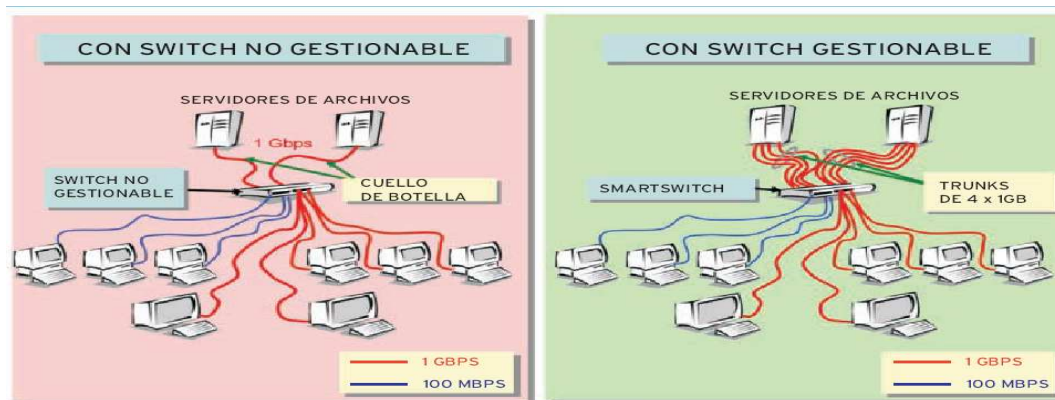 CON SWITCH NO GESTIONABLE
SERVIDORES DE ARCHIVOS
1 Gbps
SWITCH NO
GESTIONABLE
CUELLO
DE BOTELLA
1 GBPS
100 MBPS
CON SWITCH GESTIONABLE
SERVIDORES DE ARCHIVOS
SMARTSWITCH
TRUNKS
DE 4 x 1GB
1 GBPS
100 MBPS